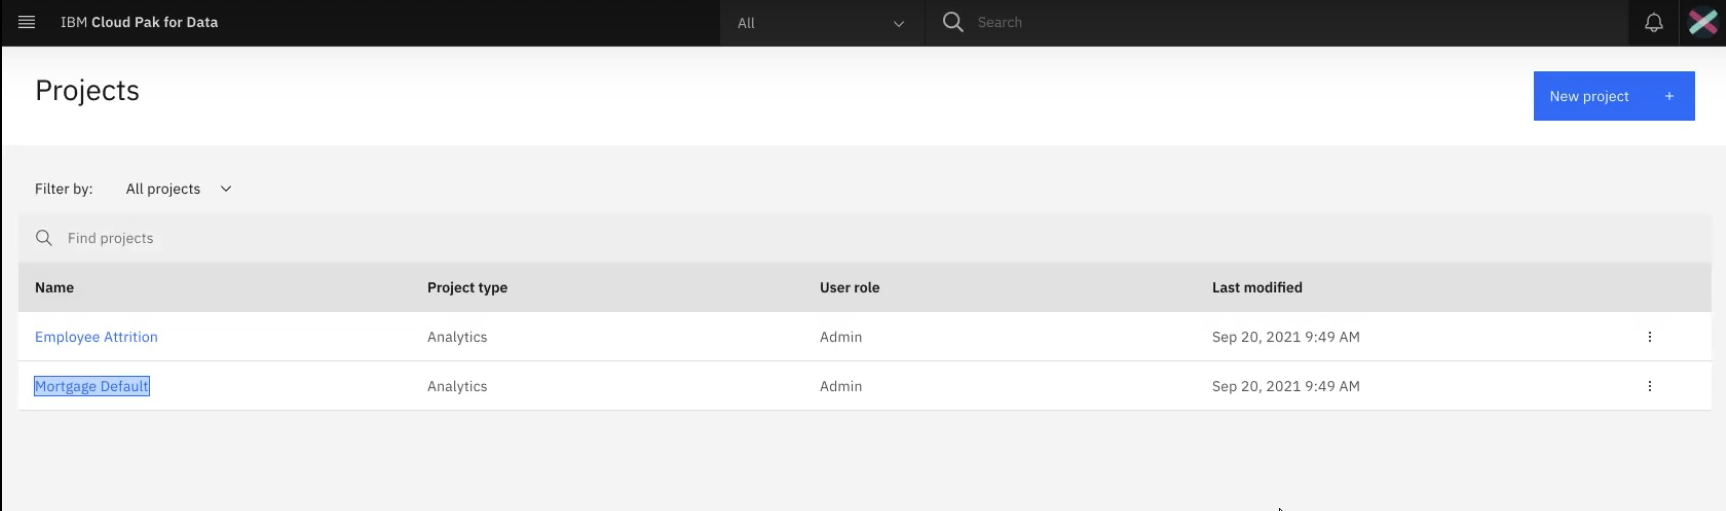 IBM Cloud Pak for Data All Search
Projects
New project +
Filter by: All projects
Find projects
Name Project type User role Last modified
Employee Attrition Analytics Admin Sep 20, 2021 9:49 AM
Mortgage Default Analytics Admin Sep 20, 2021 9:49 AM